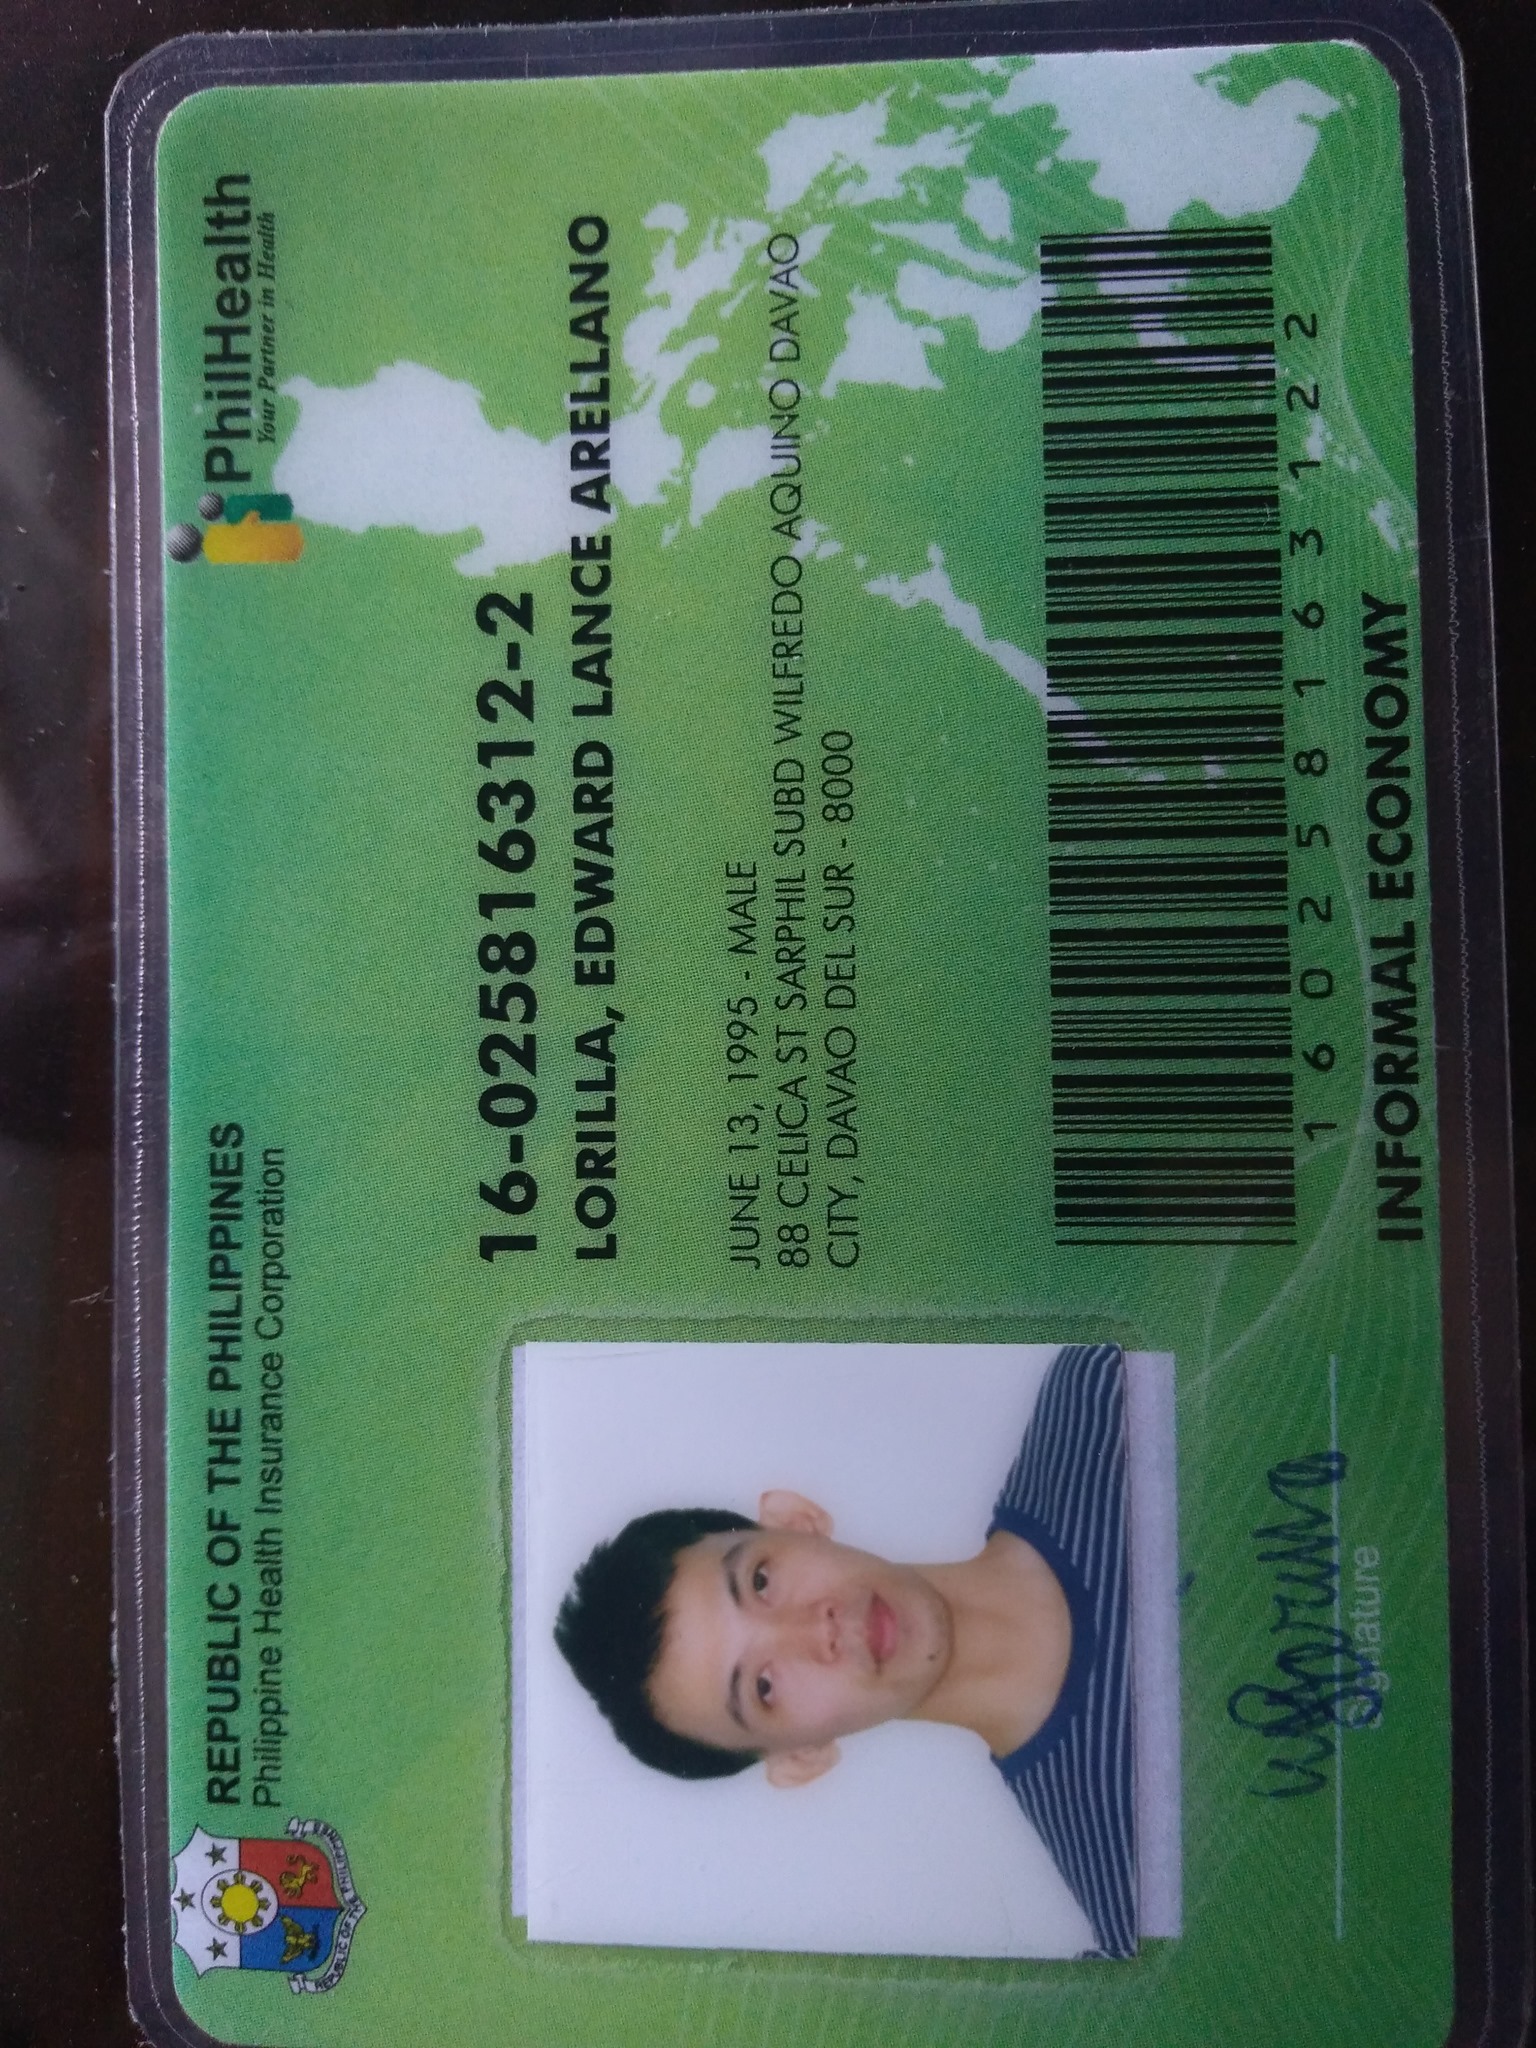 REPUBLIC OF THE PHILIPPINES
Philippine Health Insurance Corporation
PhilHealth
Your Partner in Health
REPUBLIC OF THE PHILIPPINES
16-025816312-2
LORILLA, EDWARD LANCE ARELLANO
JUNE 13, 1995 - MALE
88 CELICA ST SARPHIL SUBD WILFREDO AQUINO DAVAO
CITY, DAVAO DEL SUR - 8000
160258163122
Signature
INFORMAL ECONOMY